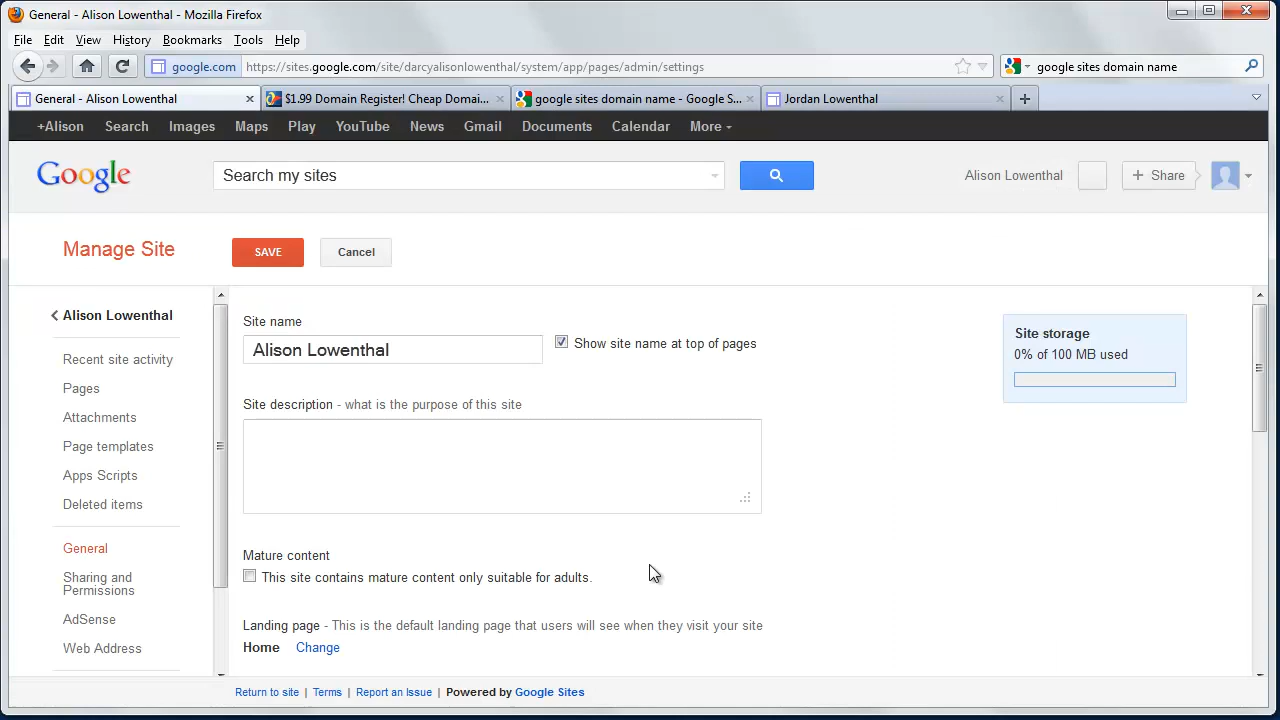 General - Alison Lowenthal - Mozilla Firefox
File Edit View History Bookmarks Tools Help
google.com https://sites.google.com/site/darcyalisonlowenthal/system/app/pages/admin/settings google sites domain name
General - Alison Lowenthal $1.99 Domain Register! Cheap Domai... google sites domain name - Google S... Jordan Lowenthal
+Alison Search Images Maps Play YouTube News Gmail Documents Calendar More
Google Search my sites Alison Lowenthal + Share
Manage Site SAVE Cancel
Alison Lowenthal
Recent site activity
Pages
Attachments
Page templates
Apps Scripts
Deleted items
General
Sharing and
Permissions
AdSense
Web Address
Site name
Alison Lowenthal Show site name at top of pages
Site description - what is the purpose of this site
Mature content
This site contains mature content only suitable for adults.
Landing page - This is the default landing page that users will see when they visit your site
Home Change
Site storage
0% of 100 MB used
Return to site | Terms | Report an Issue | Powered by Google Sites